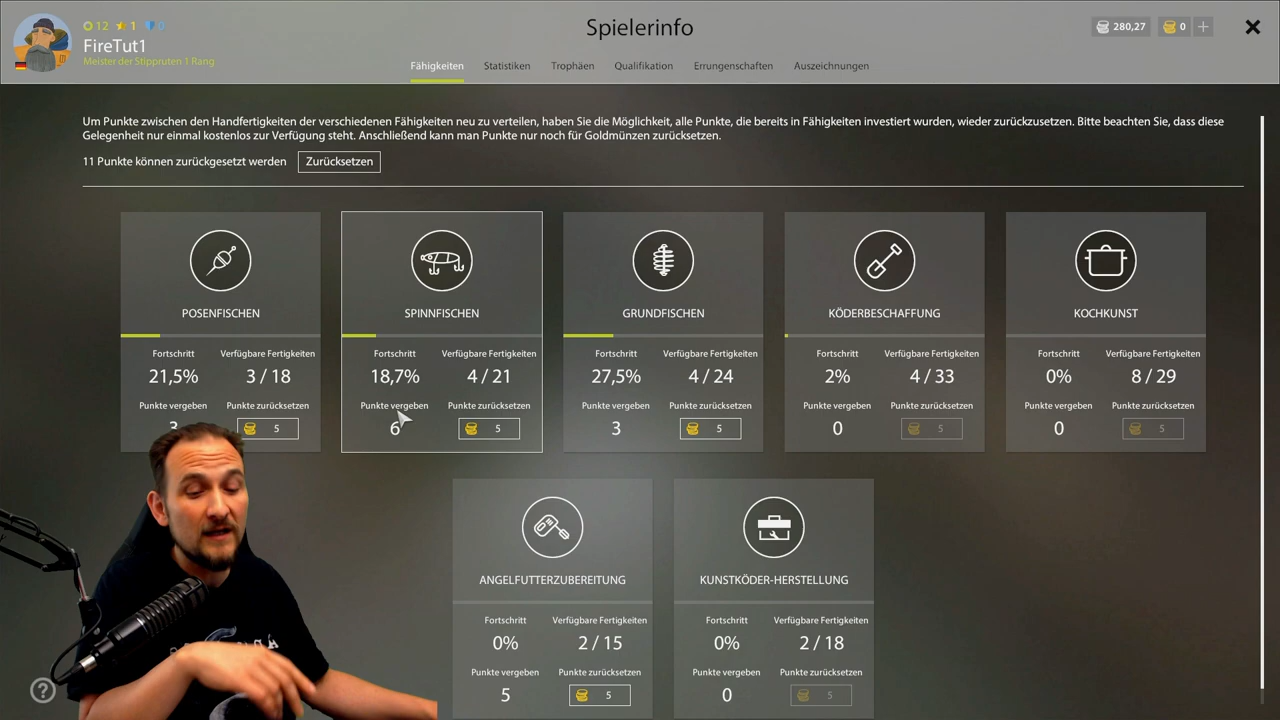 12 1 0
FireTut1
Meister der Stippruten 1 Rang
Spielerinfo
280,27 0 +
Fähigkeiten Statistiken Trophäen Qualifikation Errungenschaften Auszeichnungen
Um Punkte zwischen den Handfertigkeiten der verschiedenen Fähigkeiten neu zu verteilen, haben Sie die Möglichkeit, alle Punkte, die bereits in Fähigkeiten investiert wurden, wieder zurückzusetzen. Bitte beachten Sie, dass diese
Gelegenheit nur einmal kostenlos zur Verfügung steht. Anschließend kann man Punkte nur noch für Goldmünzen zurücksetzen.
11 Punkte können zurückgesetzt werden Zurücksetzen
POSENFISCHEN
Fortschritt Verfügbare Fertigkeiten
21,5% 3 / 18
Punkte vergeben Punkte zurücksetzen
3 5
SPINNFISCHEN
Fortschritt Verfügbare Fertigkeiten
18,7% 4 / 21
Punkte vergeben Punkte zurücksetzen
6 5
GRUNDFISCHEN
Fortschritt Verfügbare Fertigkeiten
27,5% 4 / 24
Punkte vergeben Punkte zurücksetzen
3 5
KÖDERBESCHAFFUNG
Fortschritt Verfügbare Fertigkeiten
2% 4 / 33
Punkte vergeben Punkte zurücksetzen
0 5
KOCHKUNST
Fortschritt Verfügbare Fertigkeiten
0% 8 / 29
Punkte vergeben Punkte zurücksetzen
0 5
ANGELFUTTERZUBEREITUNG
Fortschritt Verfügbare Fertigkeiten
0% 2 / 15
Punkte vergeben Punkte zurücksetzen
5 5
KUNSTKÖDER-HERSTELLUNG
Fortschritt Verfügbare Fertigkeiten
0% 2 / 18
Punkte vergeben Punkte zurücksetzen
0 5
?